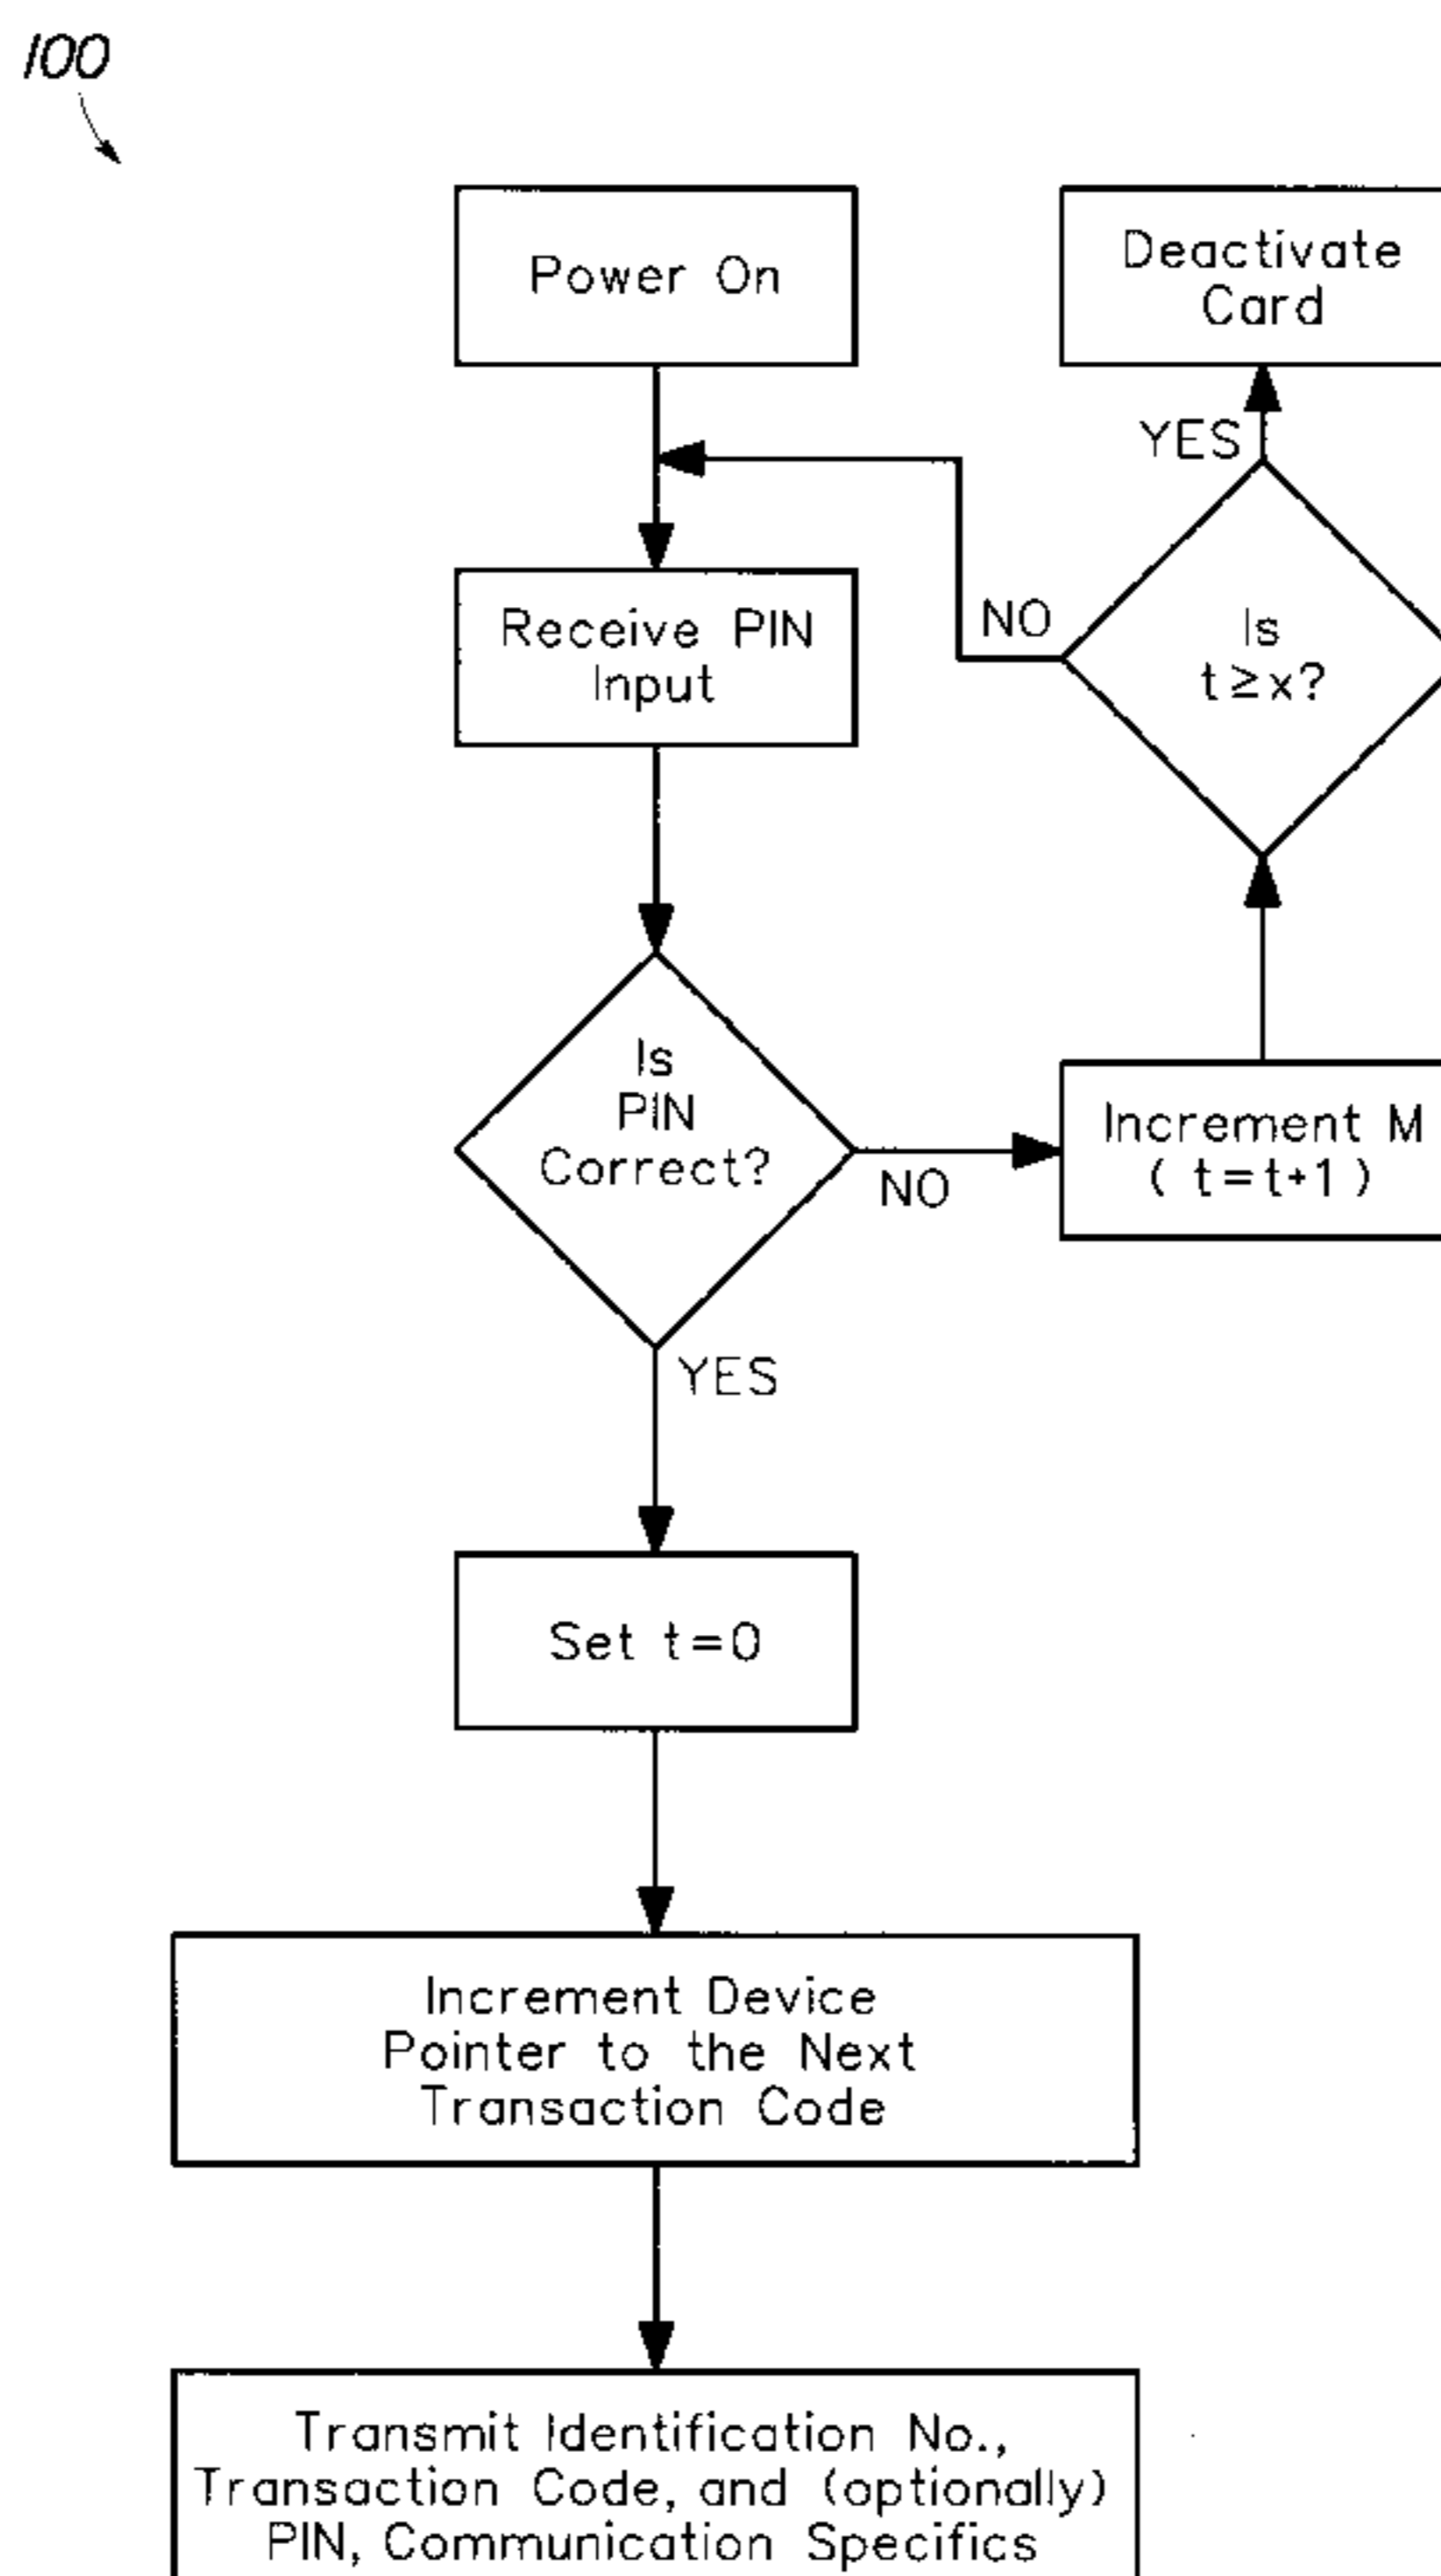 100
Power On
Deactivate
Card
YES
Receive PIN
Input
NO
Is
t≥x?
Is
PIN
Correct?
NO
Increment M
( t=t+1 )
YES
Set t=0
Increment Device
Pointer to the Next
Transaction Code
Transmit Identification No.,
Transaction Code, and (optionally)
PIN, Communication Specifics